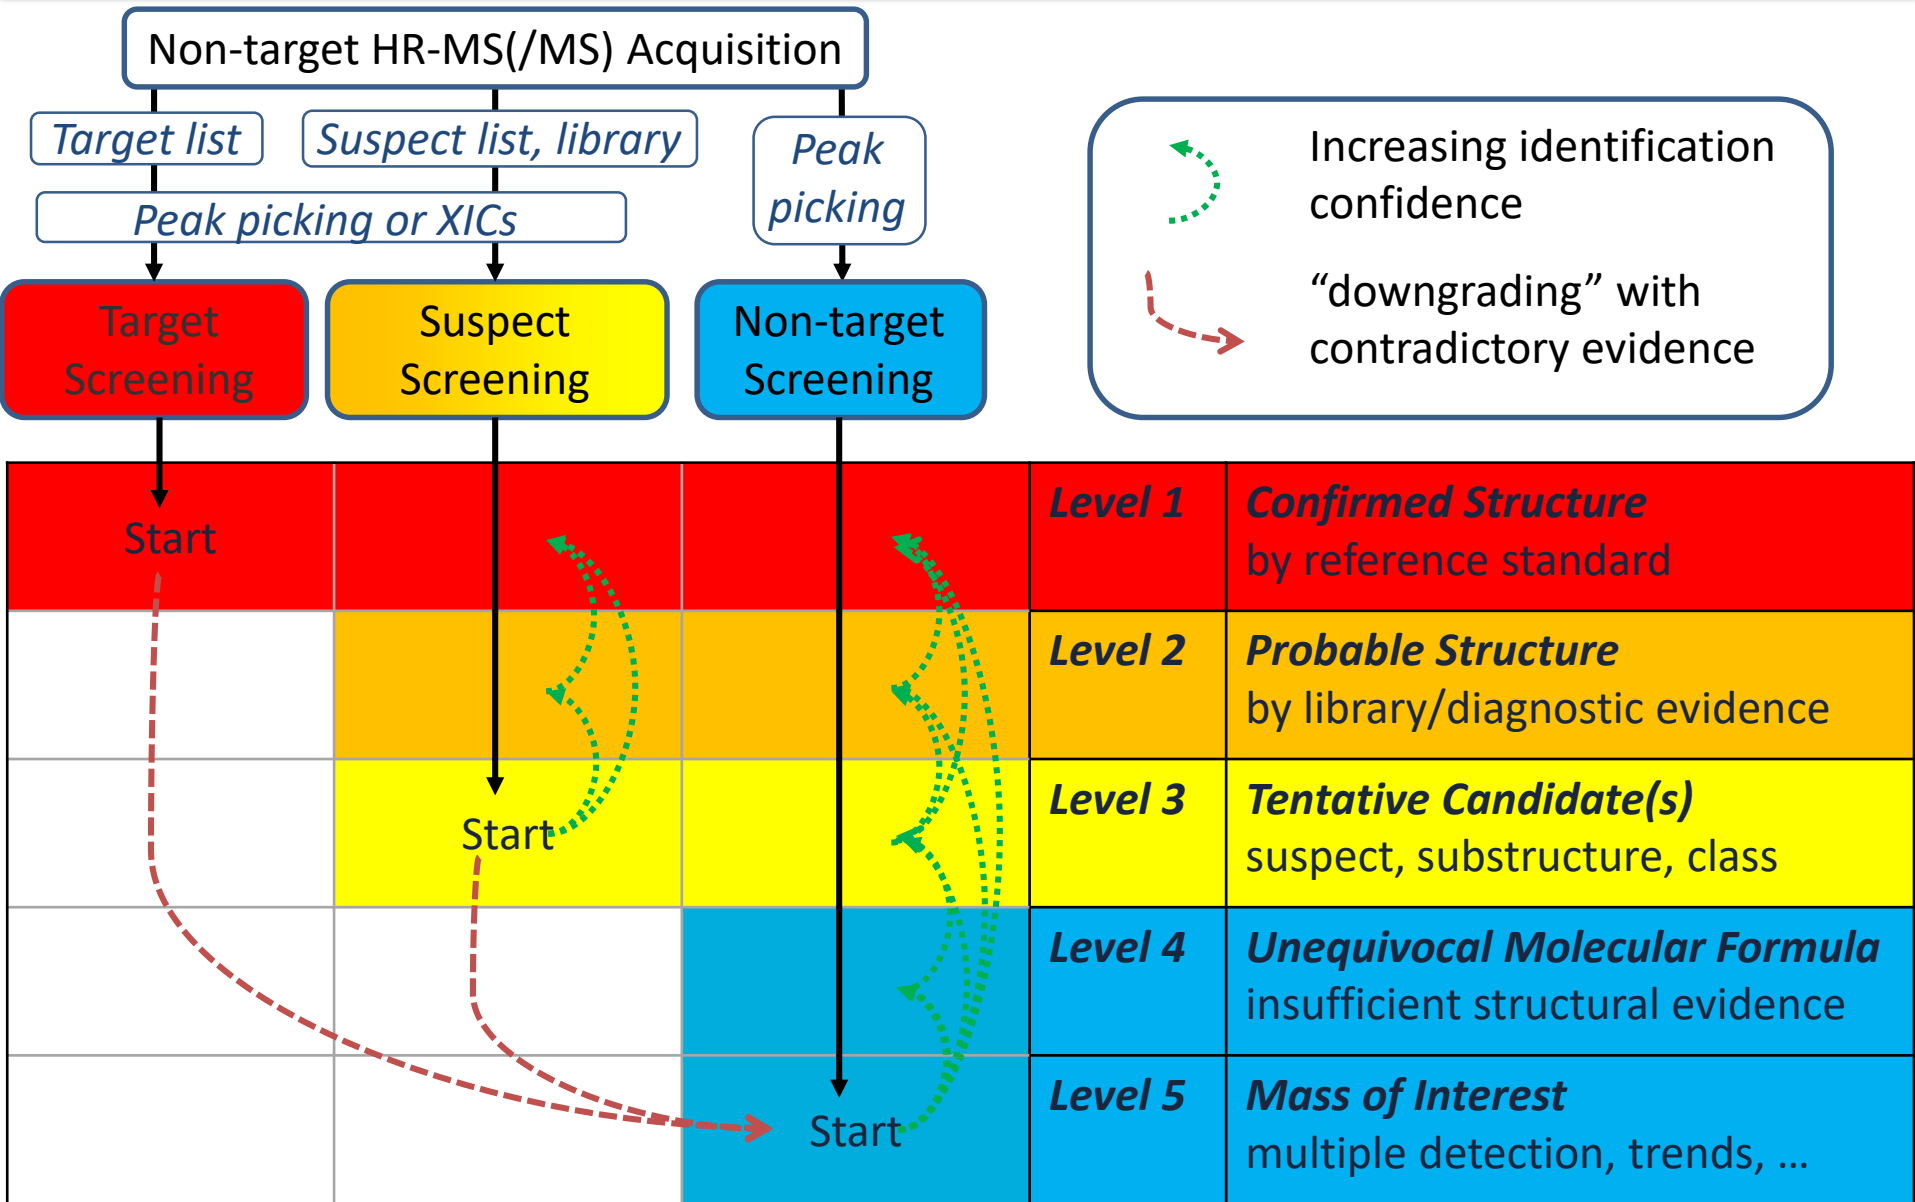 Non-target HR-MS(/MS) Acquisition
Target list
Suspect list, library
Peak
picking
Peak picking or XICs
Target
Screening
Suspect
Screening
Non-target
Screening
Increasing identification
confidence
“downgrading” with
contradictory evidence
Start
Level 1
Confirmed Structure
by reference standard
Level 2
Probable Structure
by library/diagnostic evidence
Start
Level 3
Tentative Candidate(s)
suspect, substructure, class
Level 4
Unequivocal Molecular Formula
insufficient structural evidence
Start
Level 5
Mass of Interest
multiple detection, trends, ...